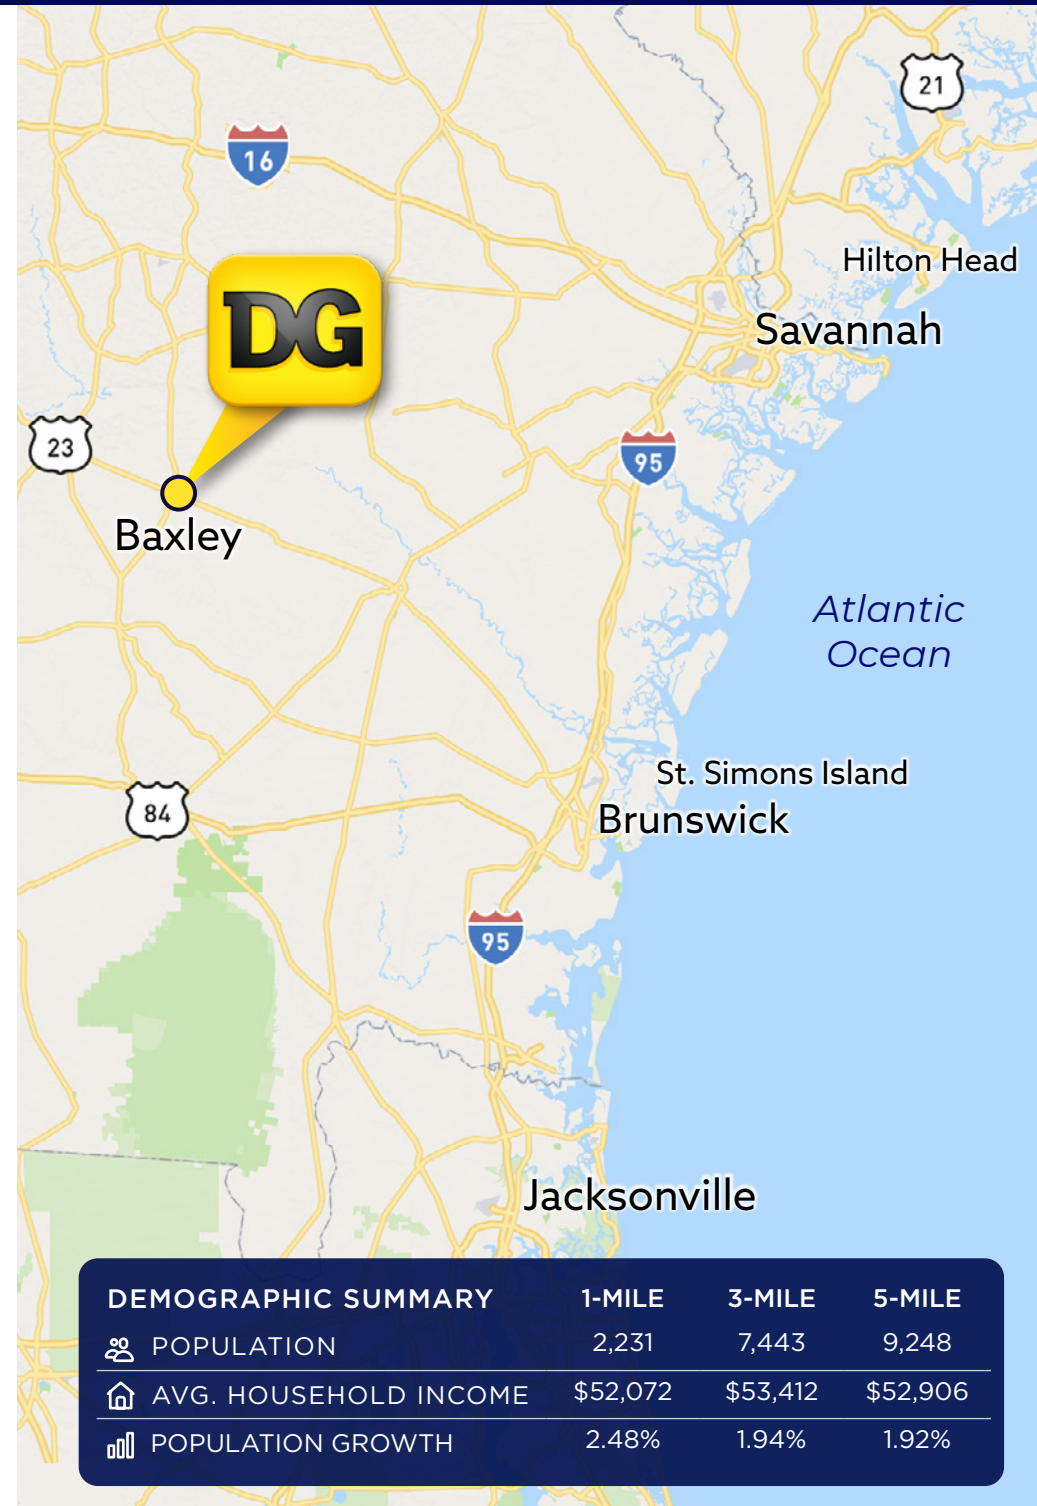 21
16
Hilton Head
DG
Savannah
23
95
Baxley
Atlantic
Ocean
St. Simons Island
84
Brunswick
95
Jacksonville
DEMOGRAPHIC SUMMARY 1-MILE 3-MILE 5-MILE
POPULATION 2,231 7,443 9,248
AVG. HOUSEHOLD INCOME $52,072 $53,412 $52,906
POPULATION GROWTH 2.48% 1.94% 1.92%